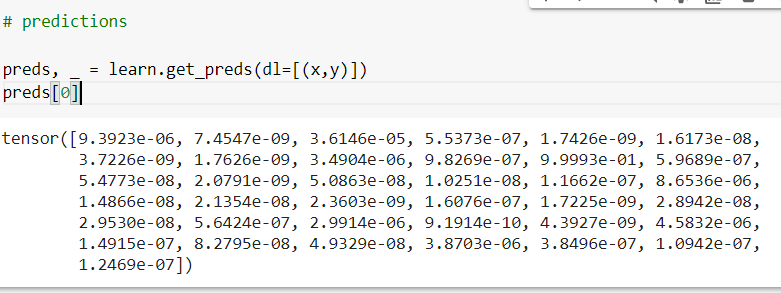 # predictions
preds, _ = learn.get_preds(dl=[(x,y)])
preds[0]
tensor([9.3923e-06, 7.4547e-09, 3.6146e-05, 5.5373e-07, 1.7426e-09, 1.6173e-08,
3.7226e-09, 1.7626e-09, 3.4904e-06, 9.8269e-07, 9.9993e-01, 5.9689e-07,
5.4773e-08, 2.0791e-09, 5.0863e-08, 1.0251e-08, 1.1662e-07, 8.6536e-06,
1.4866e-08, 2.1354e-08, 2.3603e-09, 1.6076e-07, 1.7225e-09, 2.8942e-08,
2.9530e-08, 5.6424e-07, 2.9914e-06, 9.1914e-10, 4.3927e-09, 4.5832e-06,
1.4915e-07, 8.2795e-08, 4.9329e-08, 3.8703e-06, 3.8496e-07, 1.0942e-07,
1.2469e-07])